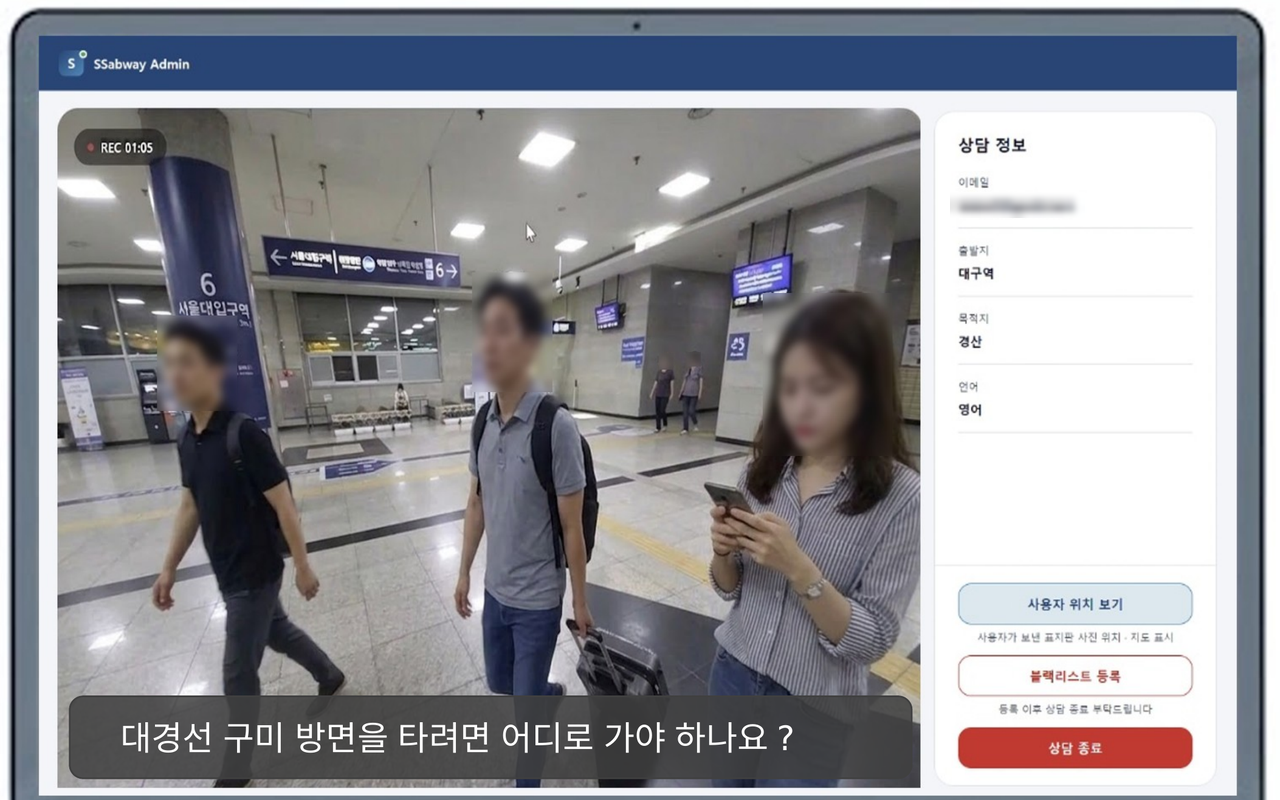 S SSabway Admin
REC 01:05
6
서울대입구역
6
대경선 구미 방면을 타려면 어디로 가야 하나요 ?
상담 정보
이메일
출발지
대구역
목적지
경산
언어
영어
사용자 위치 보기
사용자가 보낸 표지판 사진 위치 · 지도 표시
블랙리스트 등록
등록 이후 상담 종료 부탁드립니다
상담 종료